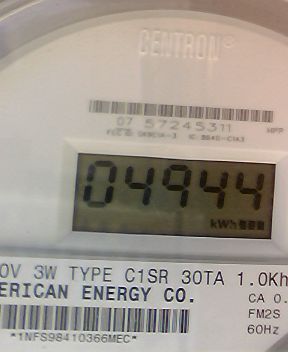 CENTRON®
07 57245311
04944
kWh
0V 3W TYPE C1SR 30TA 1.0Kh
ERICAN ENERGY CO.
CA 0.
FM2S
60Hz
*1NFS98410366MEC*